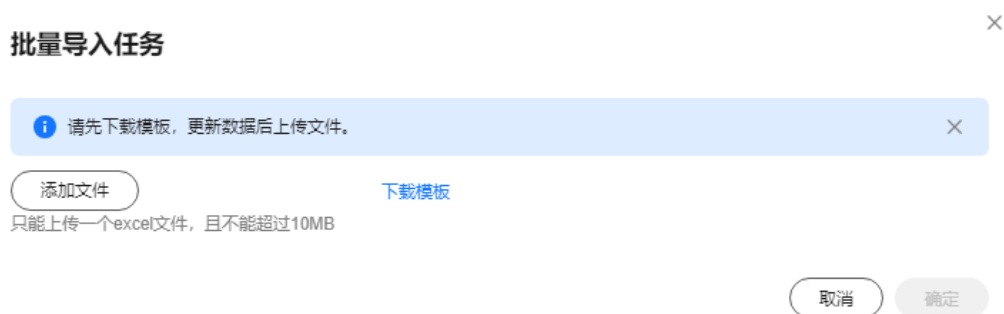 批量导入任务
请先下载模板，更新数据后上传文件。
添加文件 下载模板
只能上传一个excel文件，且不能超过10MB
取消 确定